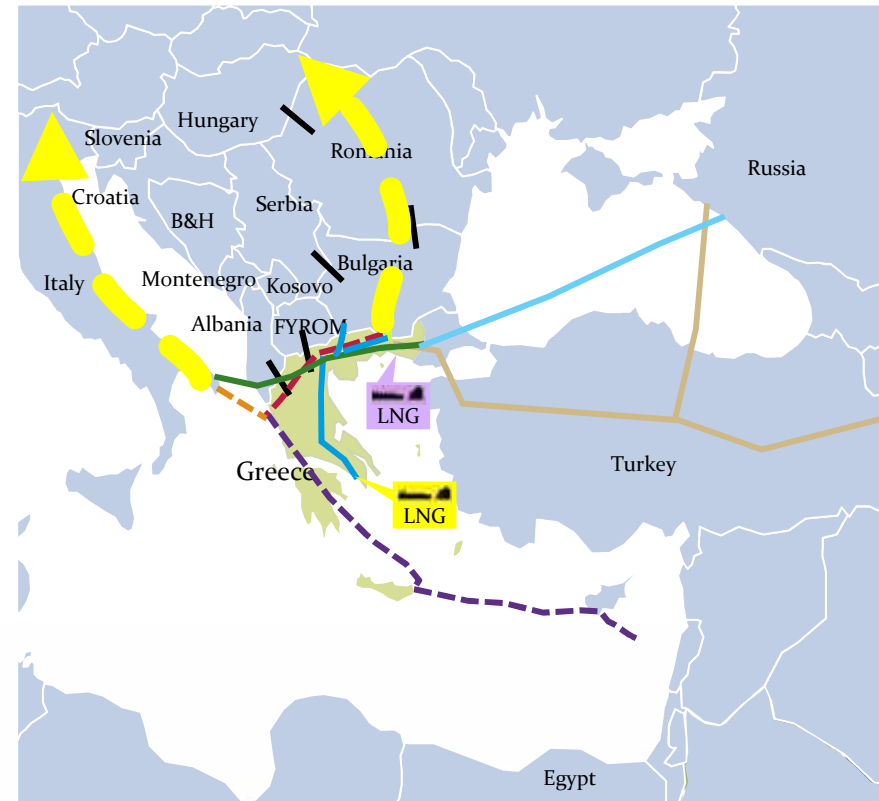 Hungary
Slovenia
Romania
Russia
Croatia
Serbia
B&H
Bulgaria
Italy
Montenegro
Kosovo
Albania
FYROM
LNG
Greece
Turkey
LNG
Egypt